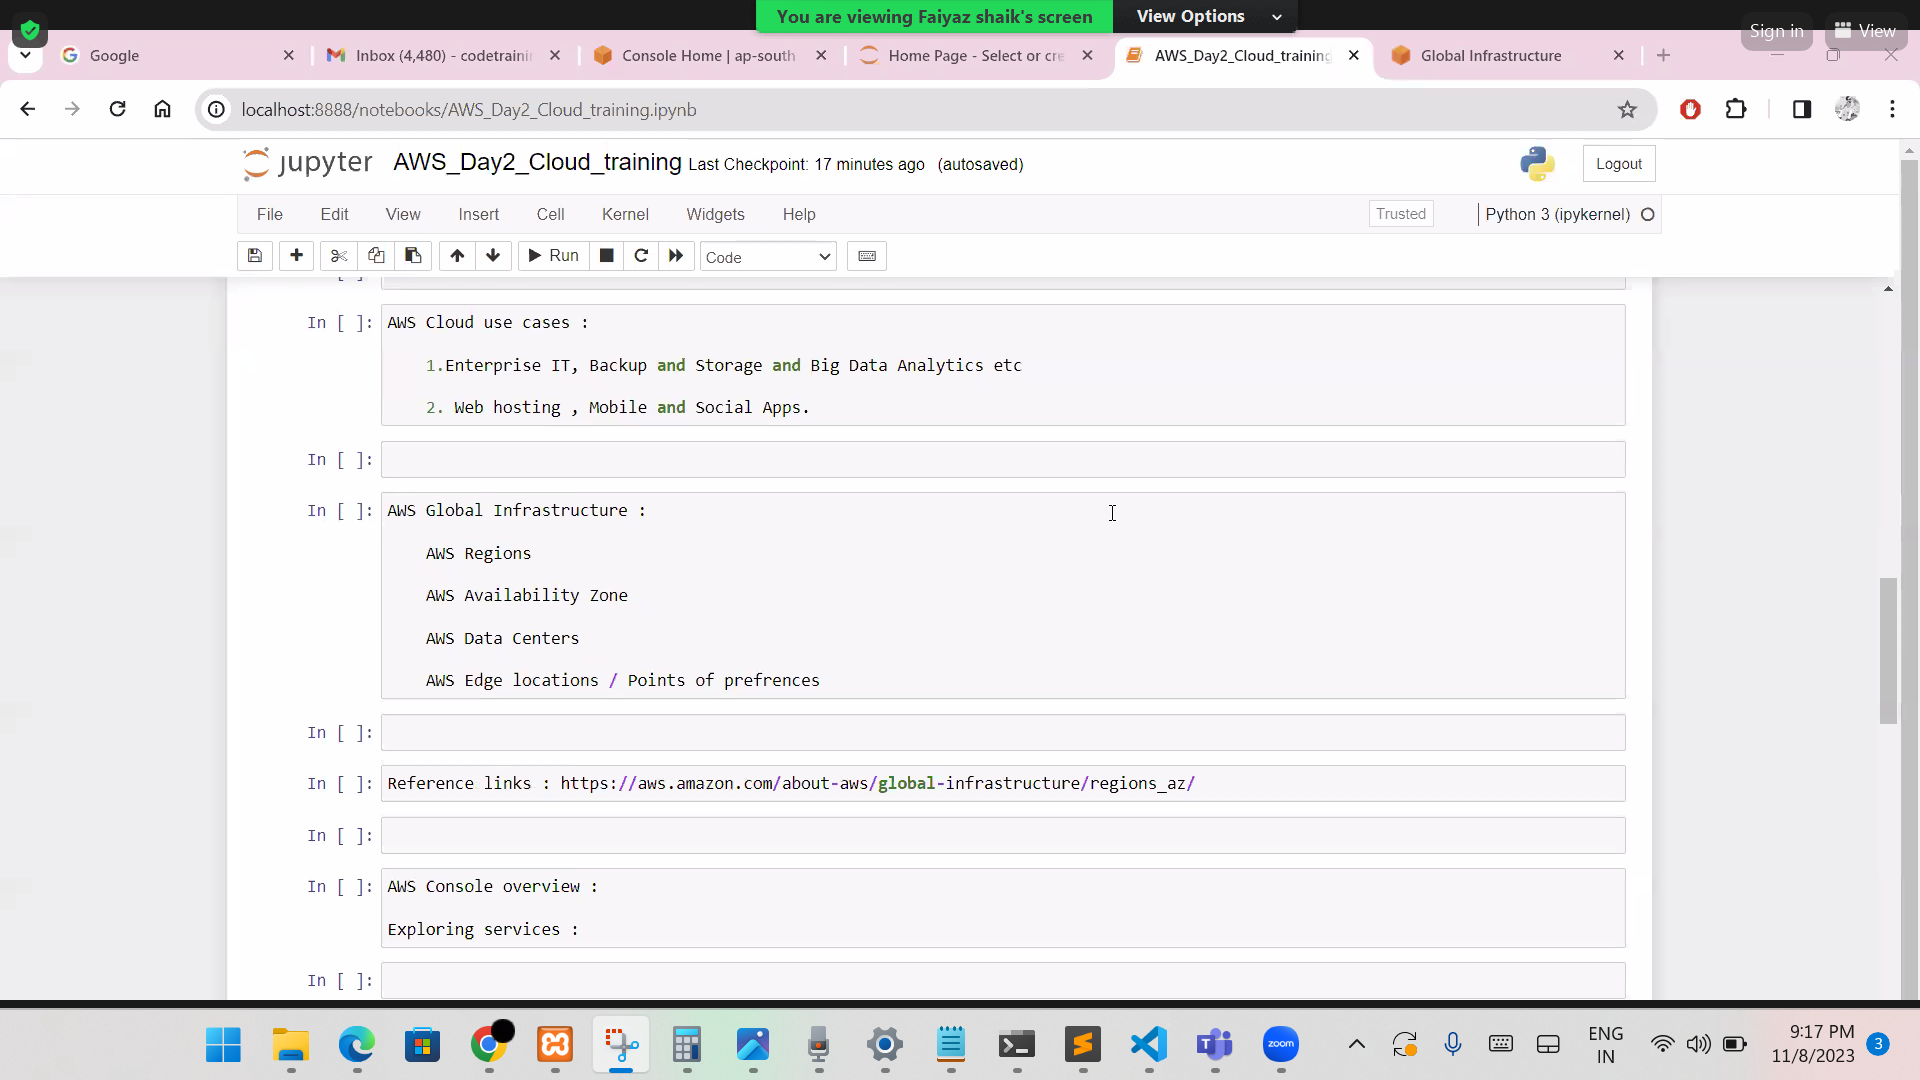 You are viewing Faiyaz shaik's screen
View Options
Sign in
View
Google
Inbox (4,480) - codetrainin
Console Home | ap-south
Home Page - Select or cre
AWS_Day2_Cloud_training
Global Infrastructure
localhost:8888/notebooks/AWS_Day2_Cloud_training.ipynb
jupyter
AWS_Day2_Cloud_training Last Checkpoint: 17 minutes ago (autosaved)
Logout
File Edit View Insert Cell Kernel Widgets Help
Trusted
Python 3 (ipykernel)
Run
Code
In [ ]: AWS Cloud use cases :
1.Enterprise IT, Backup and Storage and Big Data Analytics etc
2. Web hosting , Mobile and Social Apps.
In [ ]:
In [ ]: AWS Global Infrastructure :
AWS Regions
AWS Availability Zone
AWS Data Centers
AWS Edge locations / Points of prefrences
In [ ]:
In [ ]: Reference links : https://aws.amazon.com/about-aws/global-infrastructure/regions_az/
In [ ]:
In [ ]: AWS Console overview :
Exploring services :
In [ ]:
zoom
ENG
IN
9:17 PM
11/8/2023
3